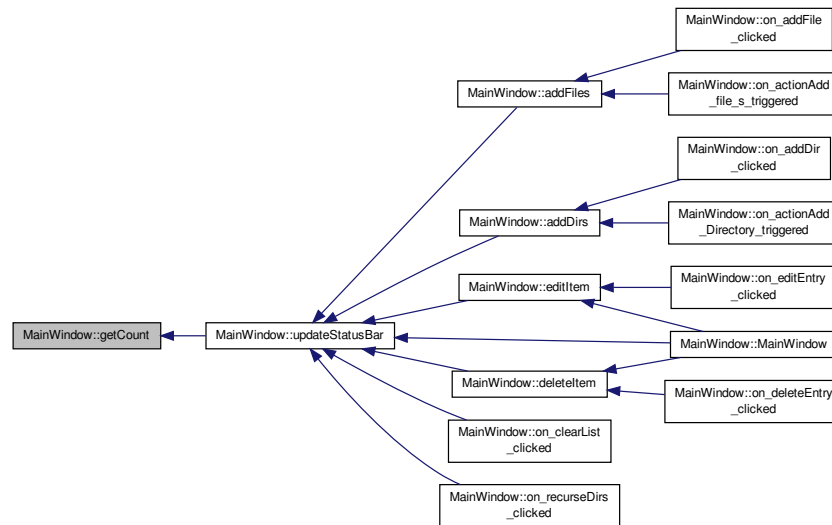 MainWindow::on_addFile
_clicked
MainWindow::addFiles
MainWindow::on_actionAdd
_file_s_triggered
MainWindow::on_addDir
_clicked
MainWindow::addDirs
MainWindow::on_actionAdd
_Directory_triggered
MainWindow::editItem
MainWindow::on_editEntry
_clicked
MainWindow::getCount
MainWindow::updateStatusBar
MainWindow::MainWindow
MainWindow::deleteItem
MainWindow::on_deleteEntry
_clicked
MainWindow::on_clearList
_clicked
MainWindow::on_recurseDirs
_clicked